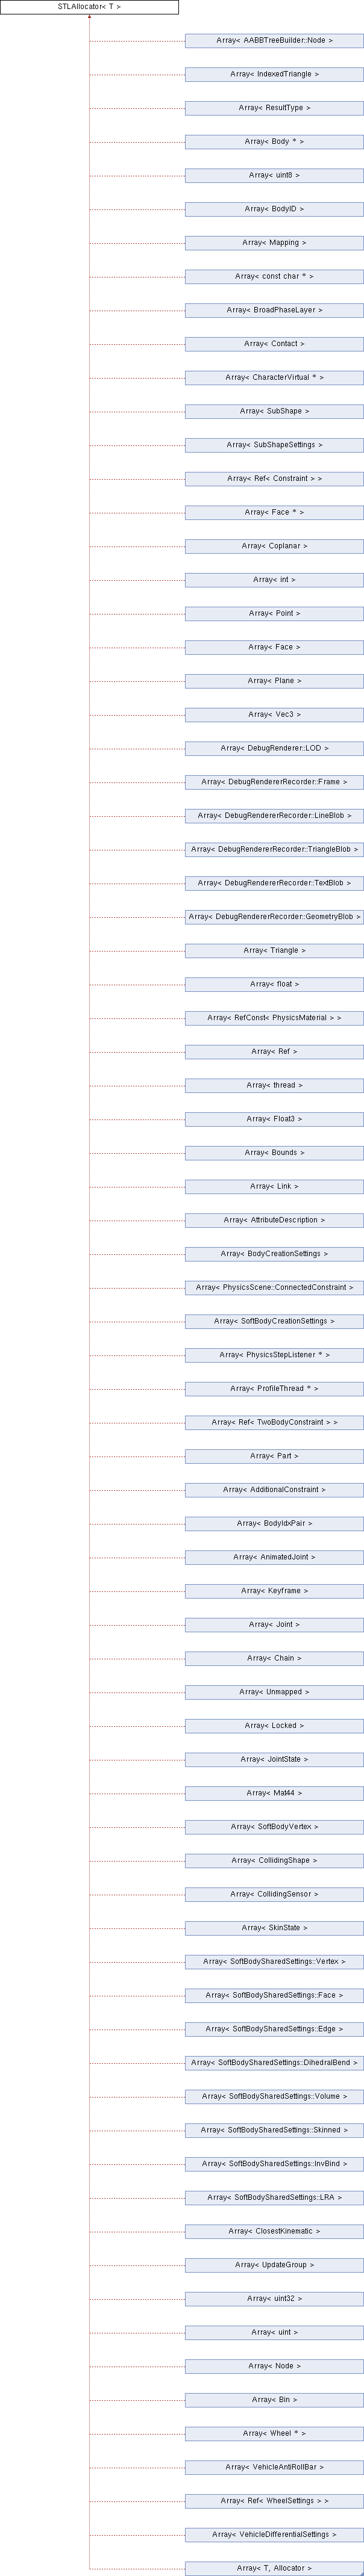 STLAllocator< T >
Array< AABBTreeBuilder::Node >
Array< IndexedTriangle >
Array< ResultType >
Array< Body * >
Array< uint8 >
Array< BodyID >
Array< Mapping >
Array< const char * >
Array< BroadPhaseLayer >
Array< Contact >
Array< CharacterVirtual * >
Array< SubShape >
Array< SubShapeSettings >
Array< Ref< Constraint > >
Array< Face * >
Array< Coplanar >
Array< int >
Array< Point >
Array< Face >
Array< Plane >
Array< Vec3 >
Array< DebugRenderer::LOD >
Array< DebugRendererRecorder::Frame >
Array< DebugRendererRecorder::LineBlob >
Array< DebugRendererRecorder::TriangleBlob >
Array< DebugRendererRecorder::TextBlob >
Array< DebugRendererRecorder::GeometryBlob >
Array< Triangle >
Array< float >
Array< RefConst< PhysicsMaterial > >
Array< Ref >
Array< thread >
Array< Float3 >
Array< Bounds >
Array< Link >
Array< AttributeDescription >
Array< BodyCreationSettings >
Array< PhysicsScene::ConnectedConstraint >
Array< SoftBodyCreationSettings >
Array< PhysicsStepListener * >
Array< ProfileThread * >
Array< Ref< TwoBodyConstraint > >
Array< Part >
Array< AdditionalConstraint >
Array< BodyIdxPair >
Array< AnimatedJoint >
Array< Keyframe >
Array< Joint >
Array< Chain >
Array< Unmapped >
Array< Locked >
Array< JointState >
Array< Mat44 >
Array< SoftBodyVertex >
Array< CollidingShape >
Array< CollidingSensor >
Array< SkinState >
Array< SoftBodySharedSettings::Vertex >
Array< SoftBodySharedSettings::Face >
Array< SoftBodySharedSettings::Edge >
Array< SoftBodySharedSettings::DihedralBend >
Array< SoftBodySharedSettings::Volume >
Array< SoftBodySharedSettings::Skinned >
Array< SoftBodySharedSettings::InvBind >
Array< SoftBodySharedSettings::LRA >
Array< ClosestKinematic >
Array< UpdateGroup >
Array< uint32 >
Array< uint >
Array< Node >
Array< Bin >
Array< Wheel * >
Array< VehicleAntiRollBar >
Array< Ref< WheelSettings > >
Array< VehicleDifferentialSettings >
Array< T, Allocator >